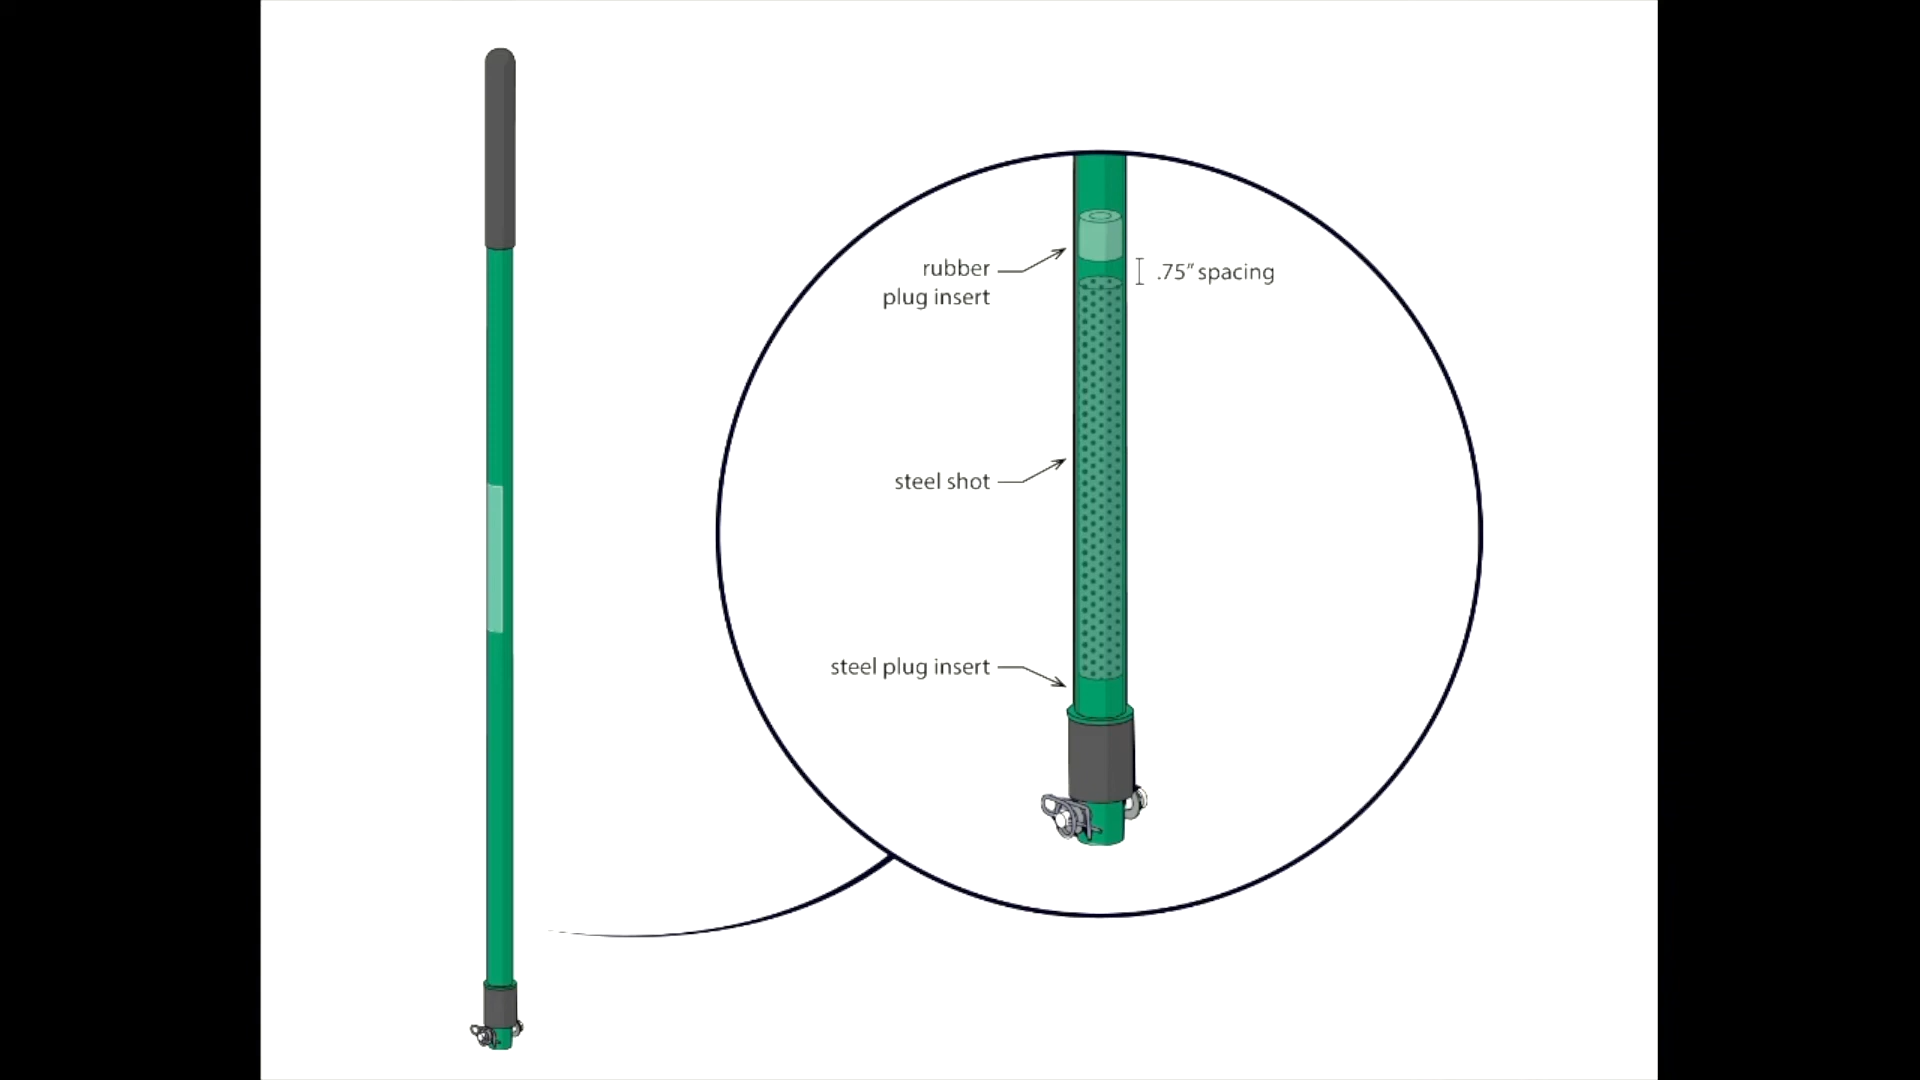 rubber
plug insert
.75" spacing
steel shot
steel plug insert